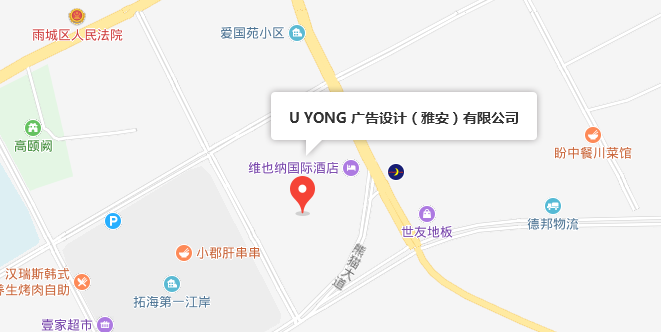 雨城区人民法院
爱国苑小区
U YONG 广告设计（雅安）有限公司
高颐阙
盼中餐川菜馆
维也纳国际酒店
P
世友地板
德邦物流
小郡肝串串
熊猫大道
汉瑞斯韩式
养生烤肉自助
拓海第一江岸
壹家超市